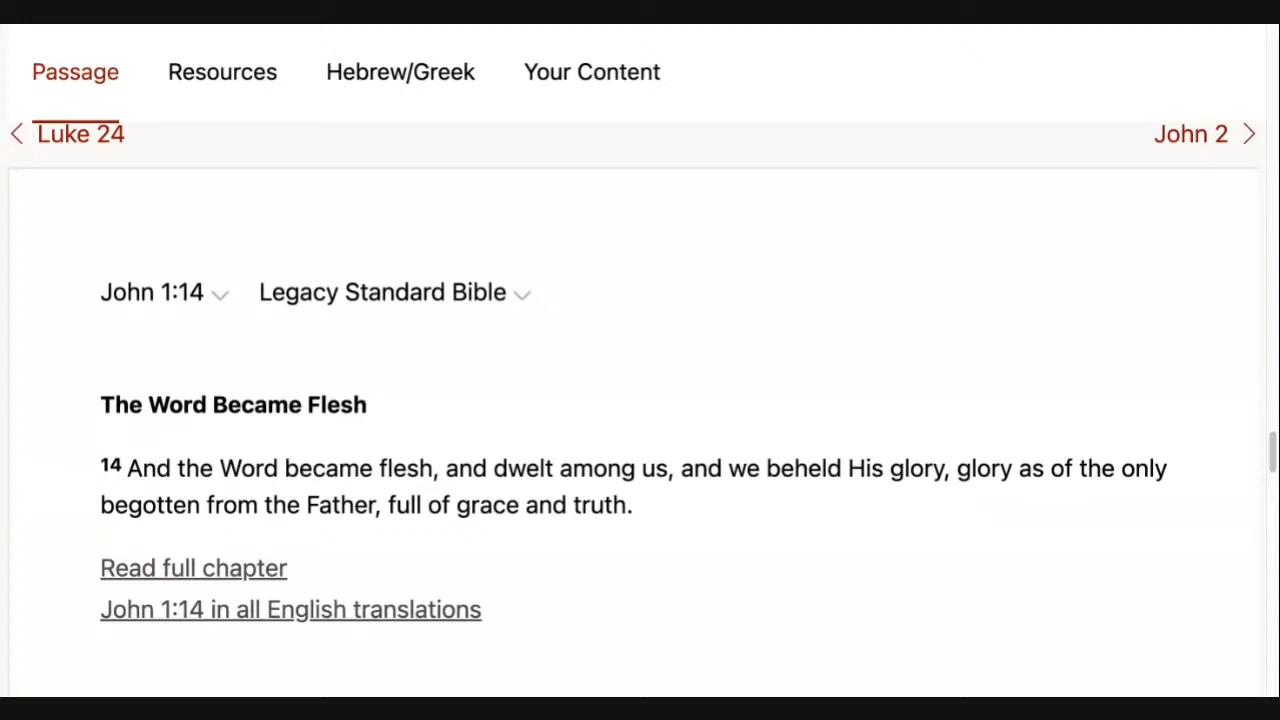 Passage Resources Hebrew/Greek Your Content
Luke 24 John 2
John 1:14 Legacy Standard Bible
The Word Became Flesh
14 And the Word became flesh, and dwelt among us, and we beheld His glory, glory as of the only
begotten from the Father, full of grace and truth.
Read full chapter
John 1:14 in all English translations